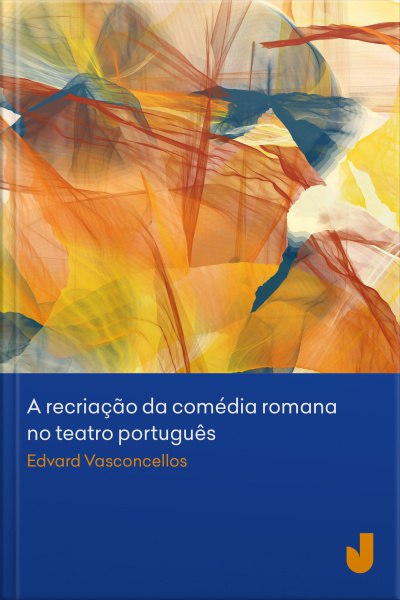 A recriação da comédia romana
no teatro português
Edvard Vasconcellos